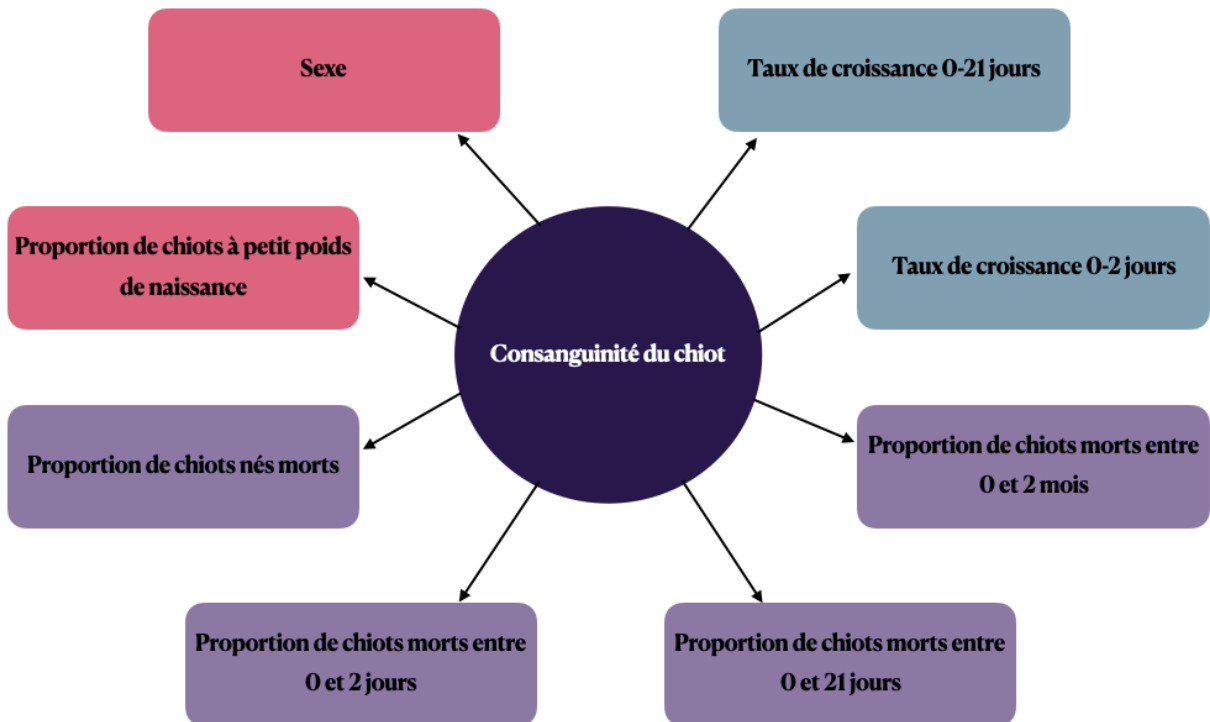 Sexe
Taux de croissance 0-21 jours
Proportion de chiots à petit poids
de naissance
Taux de croissance 0-2 jours
Consanguinité du chiot
Proportion de chiots nés morts
Proportion de chiots morts entre
0 et 2 mois
Proportion de chiots morts entre
0 et 2 jours
Proportion de chiots morts entre
0 et 21 jours